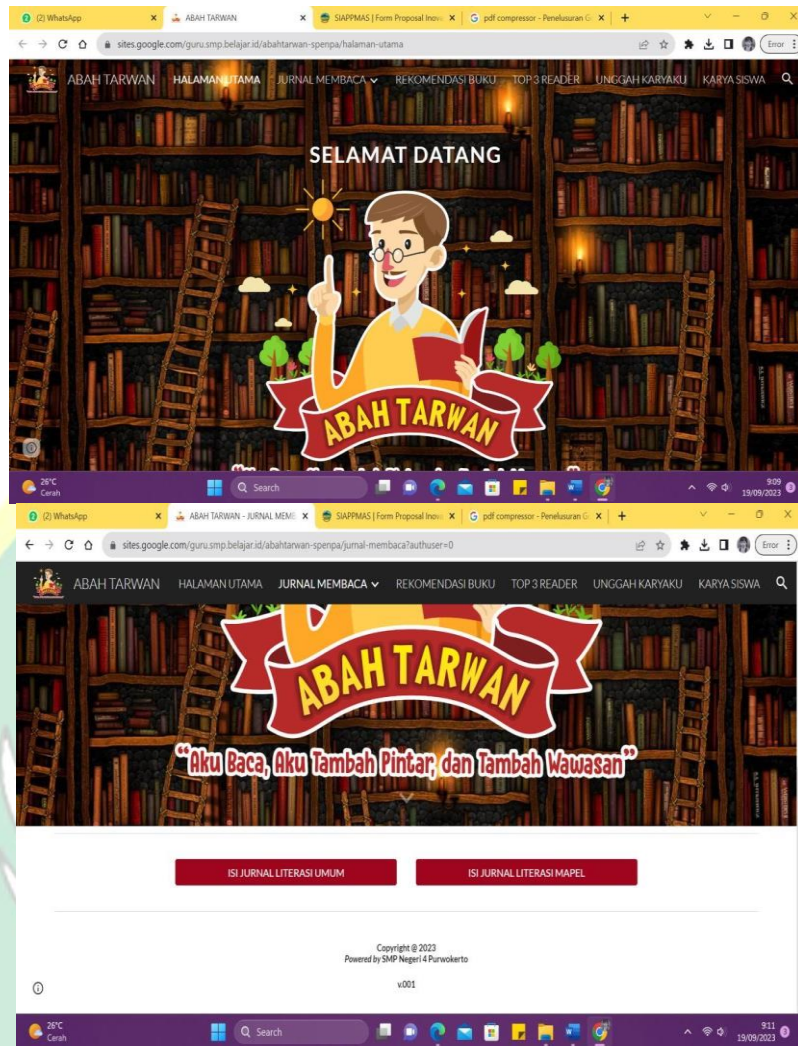 (2) WhatsApp
ABAH TARWAN
SIAPPMAS | Form Proposal Inova
pdf compressor - Penelusuran G
sites.google.com/guru.smp.belajar.id/abahtarwan-spenpa/halaman-utama
Error
ABAH TARWAN HALAMAN UTAMA JURNAL MEMBACA REKOMENDASI BUKU TOP 3 READER UNGGAH KARYAKU KARYA SISWA
SELAMAT DATANG
ABAH TARWAN
26°C
Cerah
Search
9:09
19/09/2023
3
(2) WhatsApp
ABAH TARWAN - JURNAL MEMB
SIAPPMAS | Form Proposal Inova
pdf compressor - Penelusuran G
sites.google.com/guru.smp.belajar.id/abahtarwan-spenpa/jurnal-membaca?authuser=0
Error
ABAH TARWAN HALAMAN UTAMA JURNAL MEMBACA REKOMENDASI BUKU TOP 3 READER UNGGAH KARYAKU KARYA SISWA
ABAH TARWAN
“Aku Baca, Aku Tambah Pintar, dan Tambah Wawasan”
ISI JURNAL LITERASI UMUM
ISI JURNAL LITERASI MAPEL
Copyright @ 2023
Powered by SMP Negeri 4 Purwokerto
v.001
26°C
Cerah
Search
9:11
19/09/2023
3